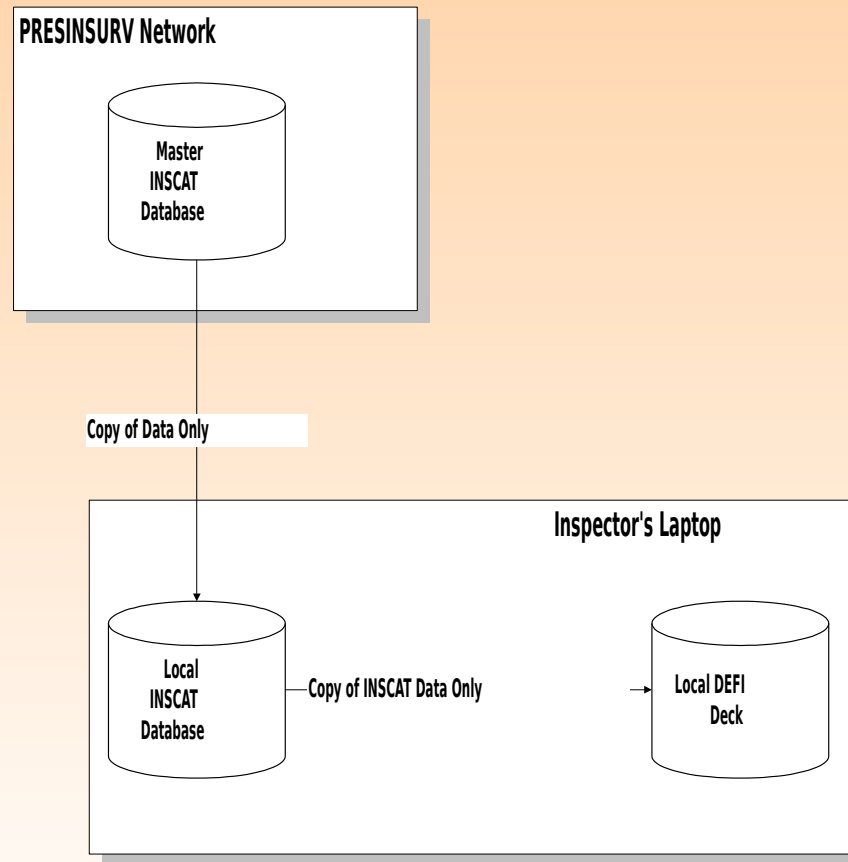 PRESINSURV Network
Master
INSCAT
Database
Copy of Data Only
Inspector's Laptop
Local
INSCAT
Database
Copy of INSCAT Data Only
Local DEFI
Deck